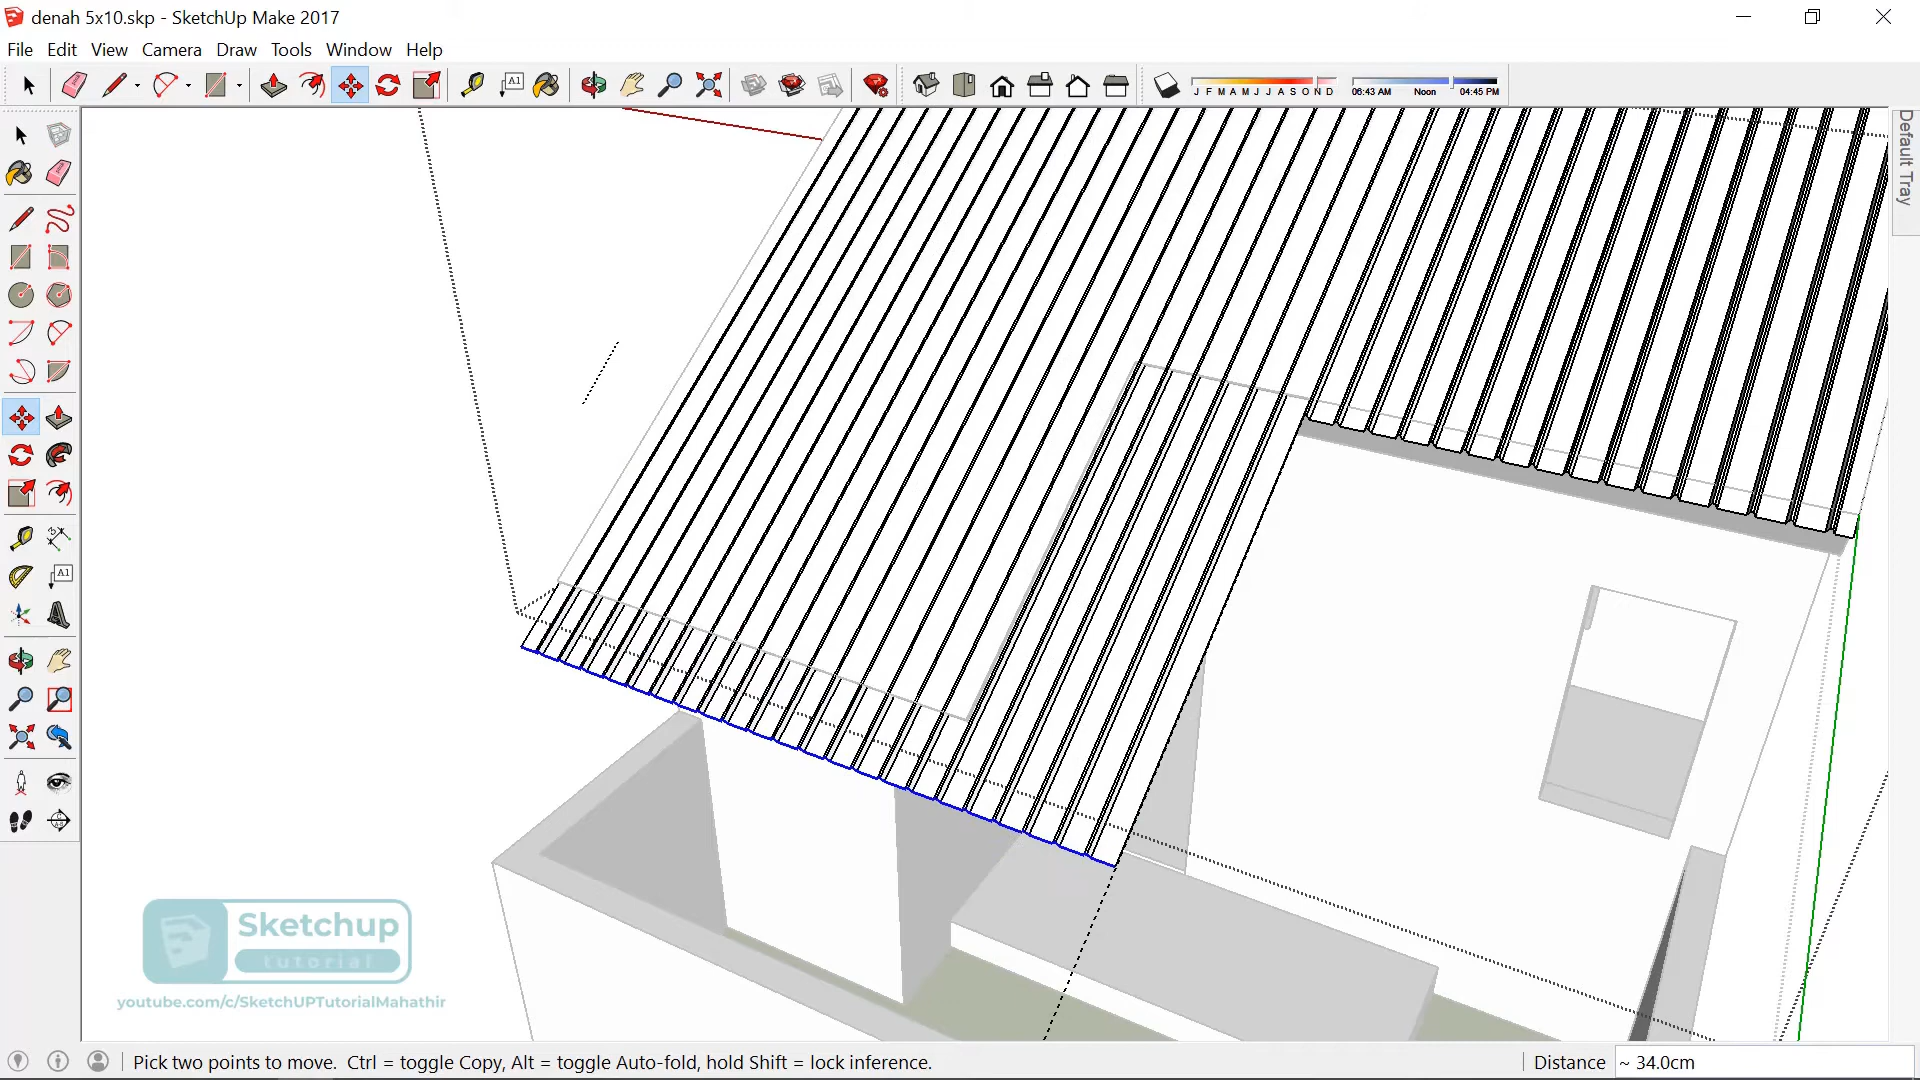 denah 5x10.skp - SketchUp Make 2017
File Edit View Camera Draw Tools Window Help
A1
J F M A M J J A S O N D
06:43 AM Noon 04:45 PM
Default Tray
A1
Sketchup
tutorial
youtube.com/c/SketchUPTutorialMahathir
Pick two points to move. Ctrl = toggle Copy, Alt = toggle Auto-fold, hold Shift = lock inference.
Distance ~ 34.0cm